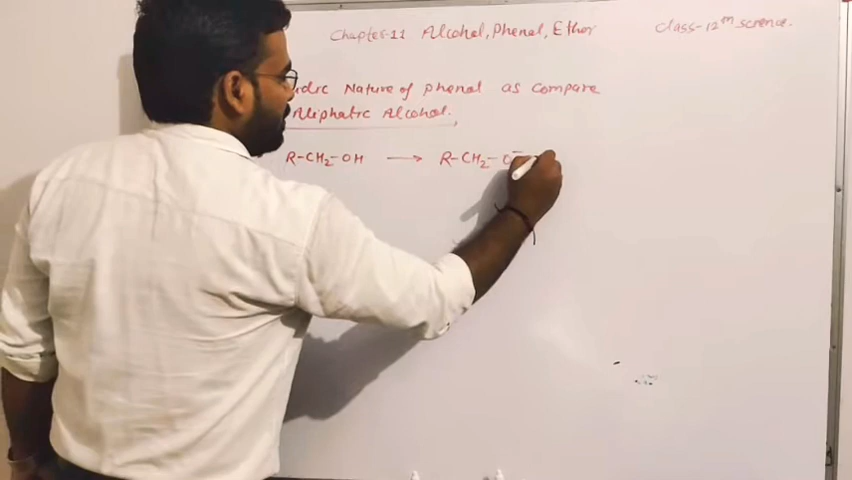 Chapter-11 Alcohol, Phenol, Ether class-12th science.
Nature of phenol as compare
Aliphatic Alcohol.
R-CH2-OH → R-CH2-O-